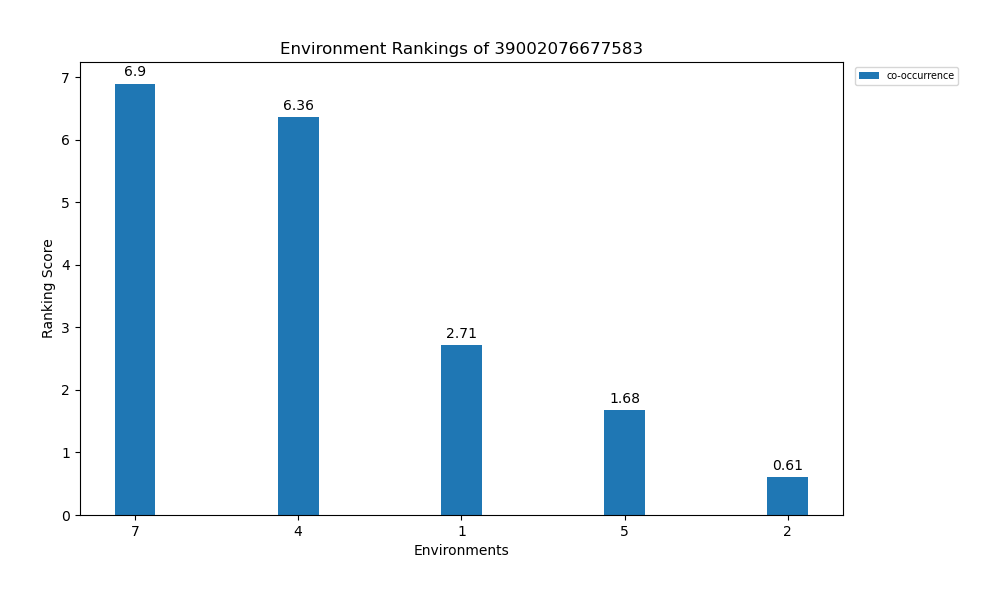 Environment Rankings of 39002076677583
co-occurrence
Ranking Score
7
6
5
4
3
2
1
0
6.9
6.36
2.71
1.68
0.61
7 4 1 5 2
Environments